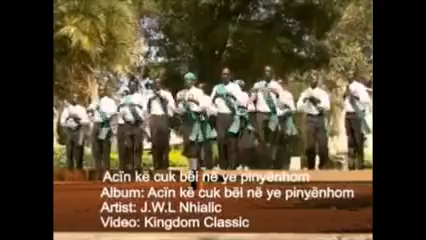 Acïn kë cuk bëi në ye pinyënhom
Album: Acïn kë cuk bëi në ye pinyënhom
Artist: J.W.L Nhialic
Video: Kingdom Classic